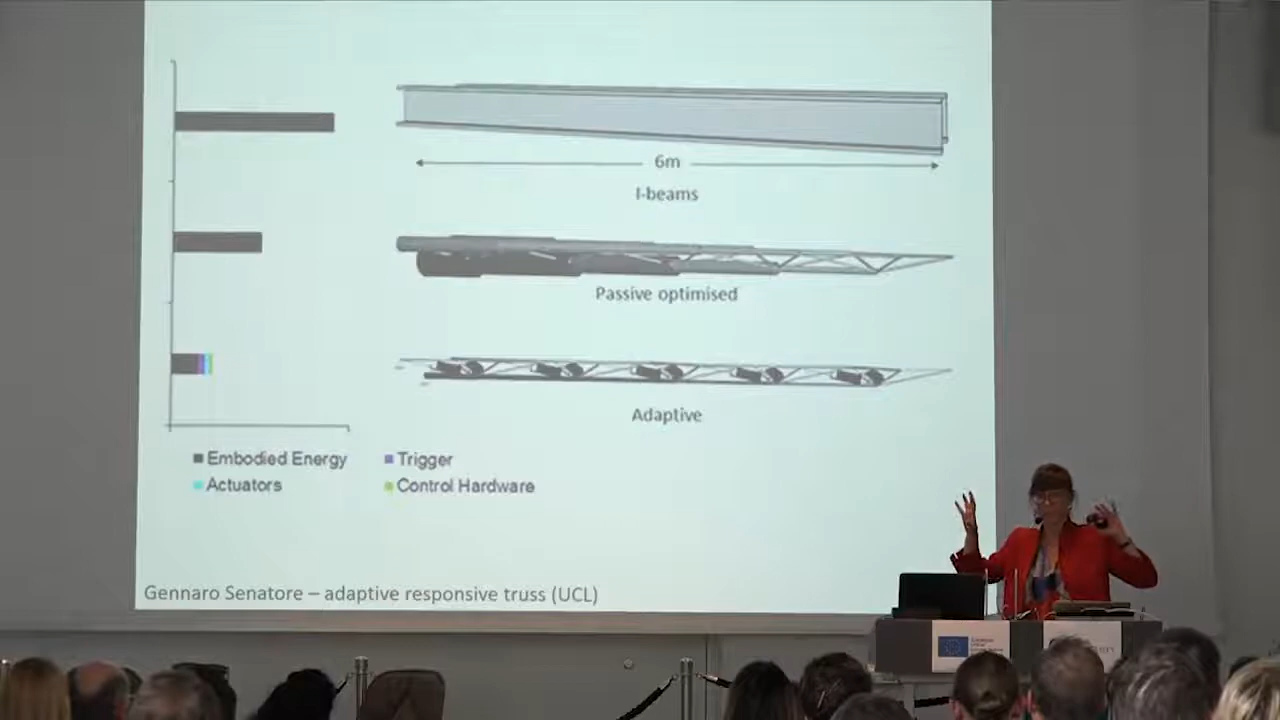 6m
I-beams
Passive optimised
Adaptive
Embodied Energy
Trigger
Actuators
Control Hardware
Gennaro Senatore – adaptive responsive truss (UCL)